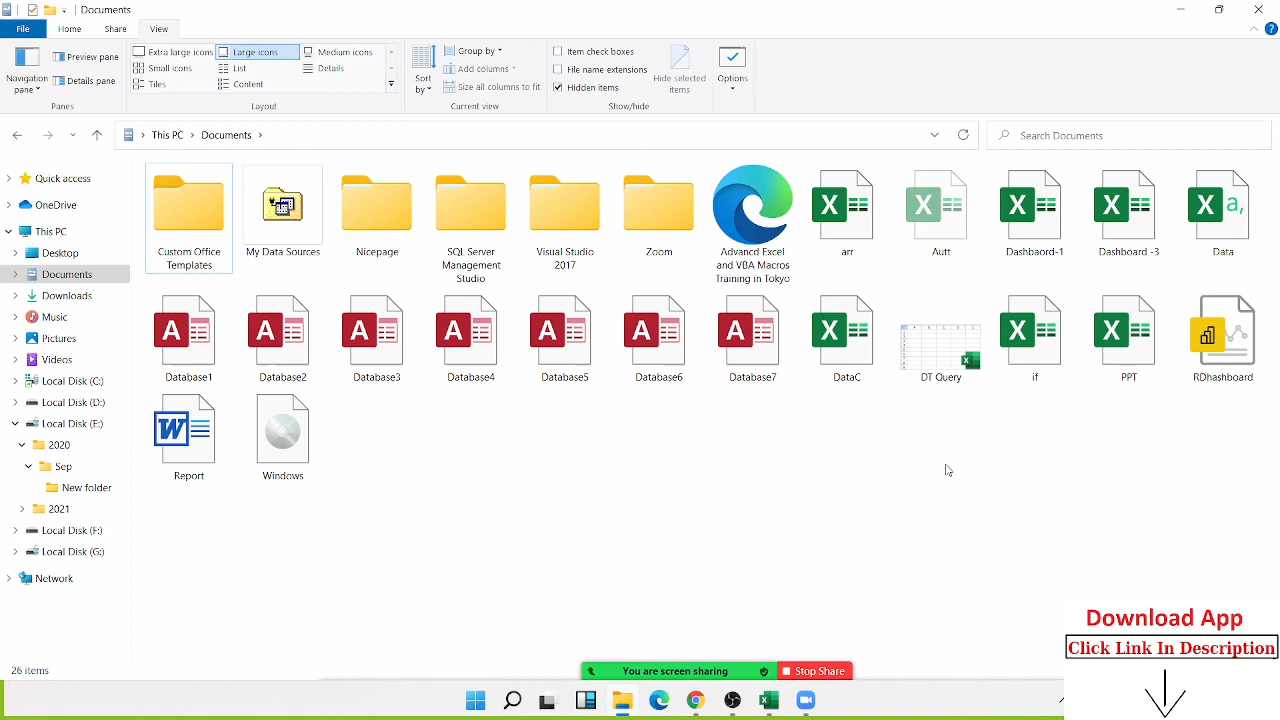 Documents
File
Home
Share
View
Navigation pane
Preview pane
Details pane
Panes
Extra large icons
Large icons
Medium icons
Small icons
List
Details
Tiles
Content
Layout
Sort by
Group by
Add columns
Size all columns to fit
Current view
Item check boxes
File name extensions
Hidden items
Hide selected items
Show/hide
Options
This PC
Documents
Search Documents
Quick access
OneDrive
This PC
Desktop
Documents
Downloads
Music
Pictures
Videos
Local Disk (C:)
Local Disk (D:)
Local Disk (E:)
2020
Sep
New folder
2021
Local Disk (F:)
Local Disk (G:)
Network
Custom Office
Templates
My Data Sources
Nicepage
SQL Server
Management
Studio
Visual Studio
2017
Zoom
Advancd Excel
and VBA Macros
Training in Tokyo
arr
Autt
Dashbaord-1
Dashboard -3
Data
Database1
Database2
Database3
Database4
Database5
Database6
Database7
DataC
DT Query
if
PPT
RDhashboard
Report
Windows
26 items
You are screen sharing
Stop Share
Download App
Click Link In Description